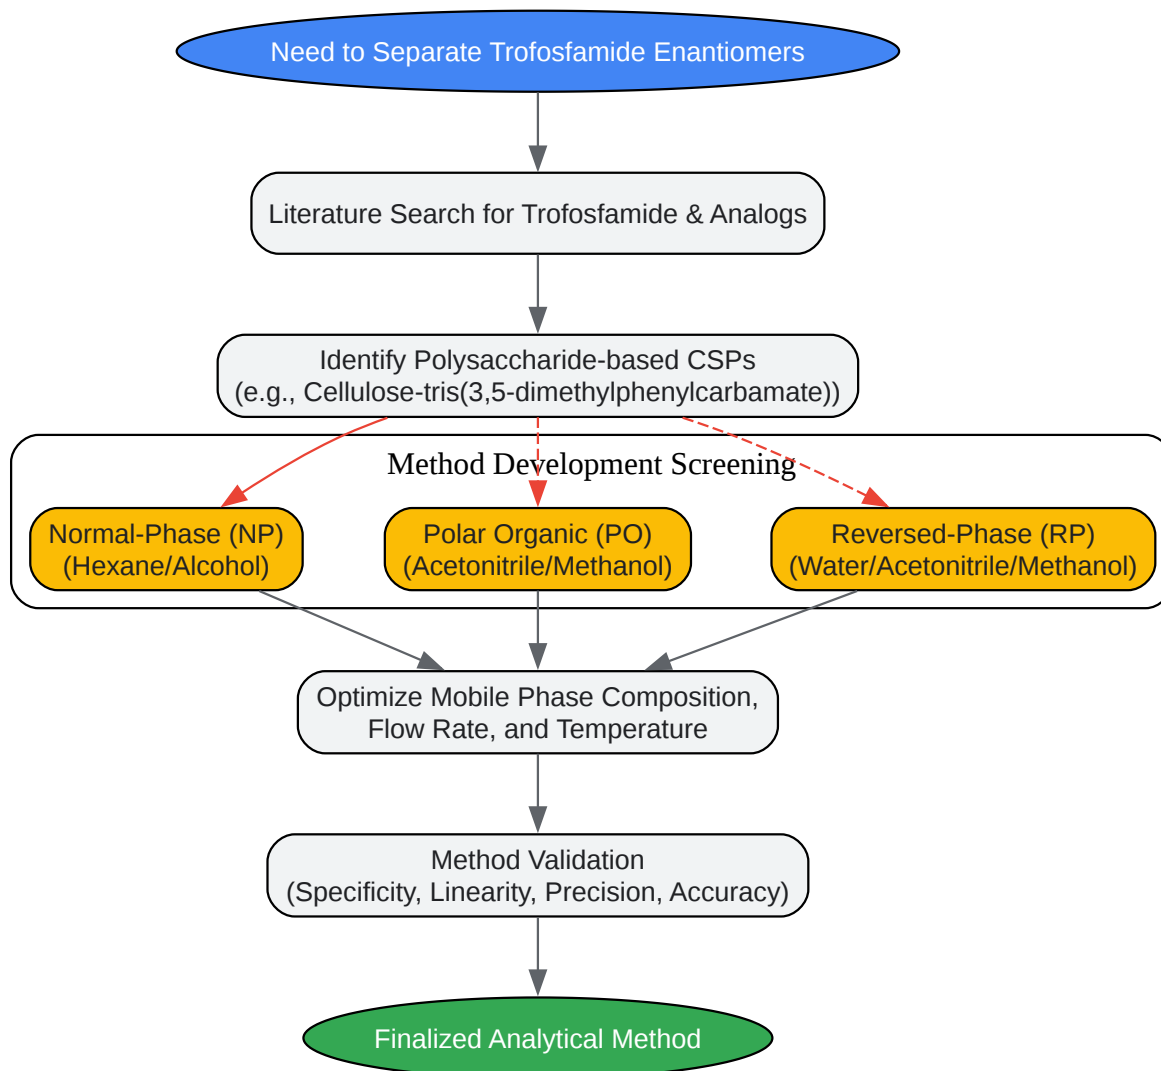 Need to Separate Trofosfamide Enantiomers
Literature Search for Trofosfamide & Analogs
Identify Polysaccharide-based CSPs
(e.g., Cellulose-tris(3,5-dimethylphenylcarbamate))
Method Development Screening
Normal-Phase (NP)
(Hexane/Alcohol)
Polar Organic (PO)
(Acetonitrile/Methanol)
Reversed-Phase (RP)
(Water/Acetonitrile/Methanol)
Optimize Mobile Phase Composition,
Flow Rate, and Temperature
Method Validation
(Specificity, Linearity, Precision, Accuracy)
Finalized Analytical Method